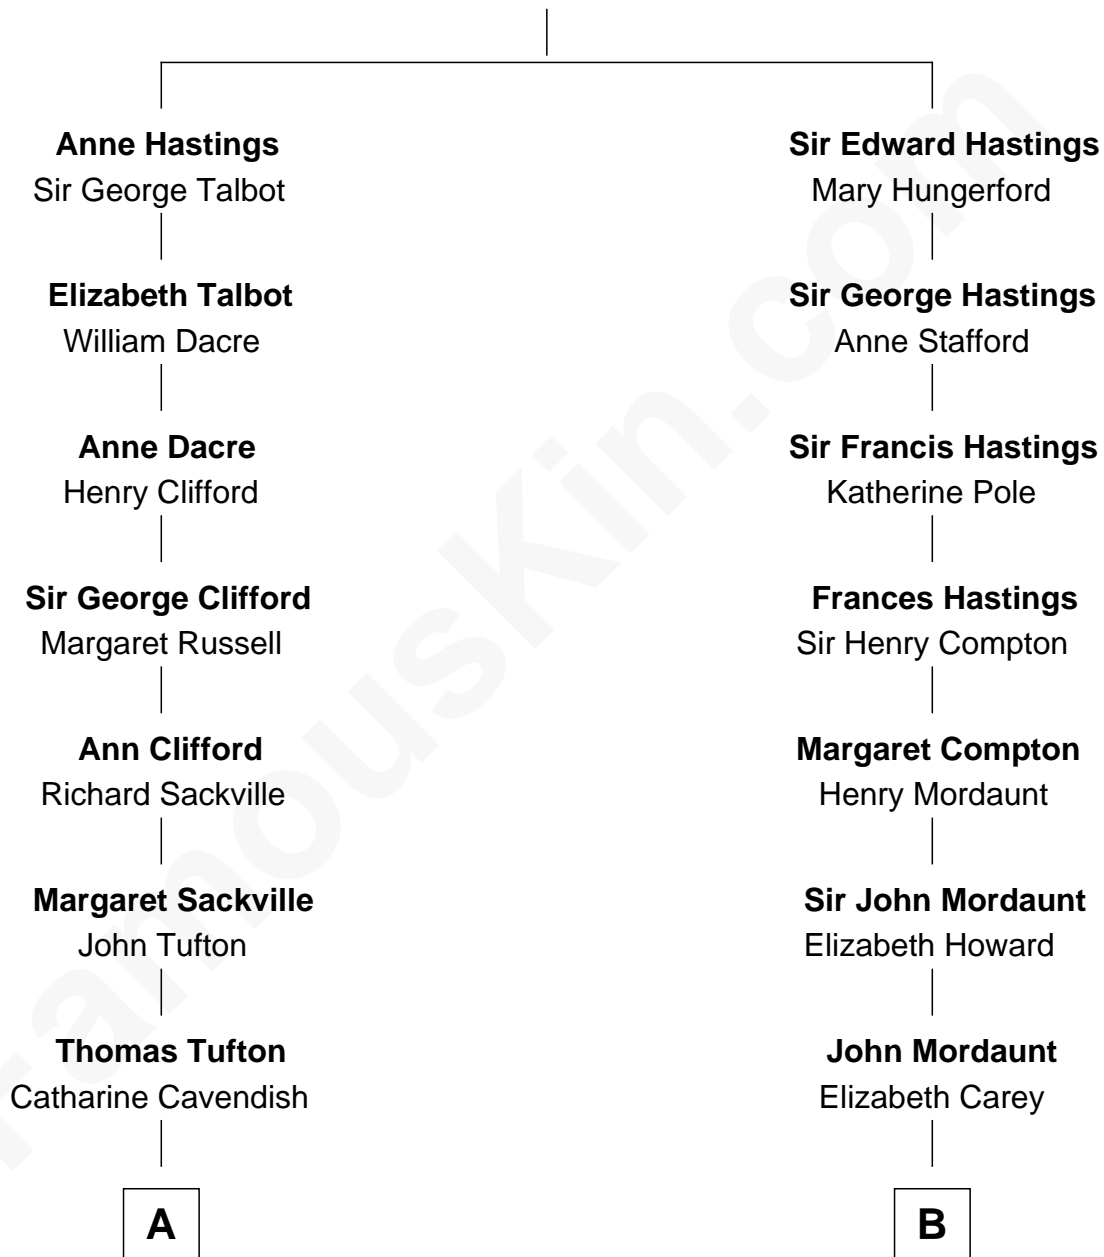 Anne Hastings
Sir George Talbot
Elizabeth Talbot
William Dacre
Anne Dacre
Henry Clifford
Sir George Clifford
Margaret Russell
Ann Clifford
Richard Sackville
Margaret Sackville
John Tufton
Thomas Tufton
Catharine Cavendish
A
Sir Edward Hastings
Mary Hungerford
Sir George Hastings
Anne Stafford
Sir Francis Hastings
Katherine Pole
Frances Hastings
Sir Henry Compton
Margaret Compton
Henry Mordaunt
Sir John Mordaunt
Elizabeth Howard
John Mordaunt
Elizabeth Carey
B
FamousKin.com